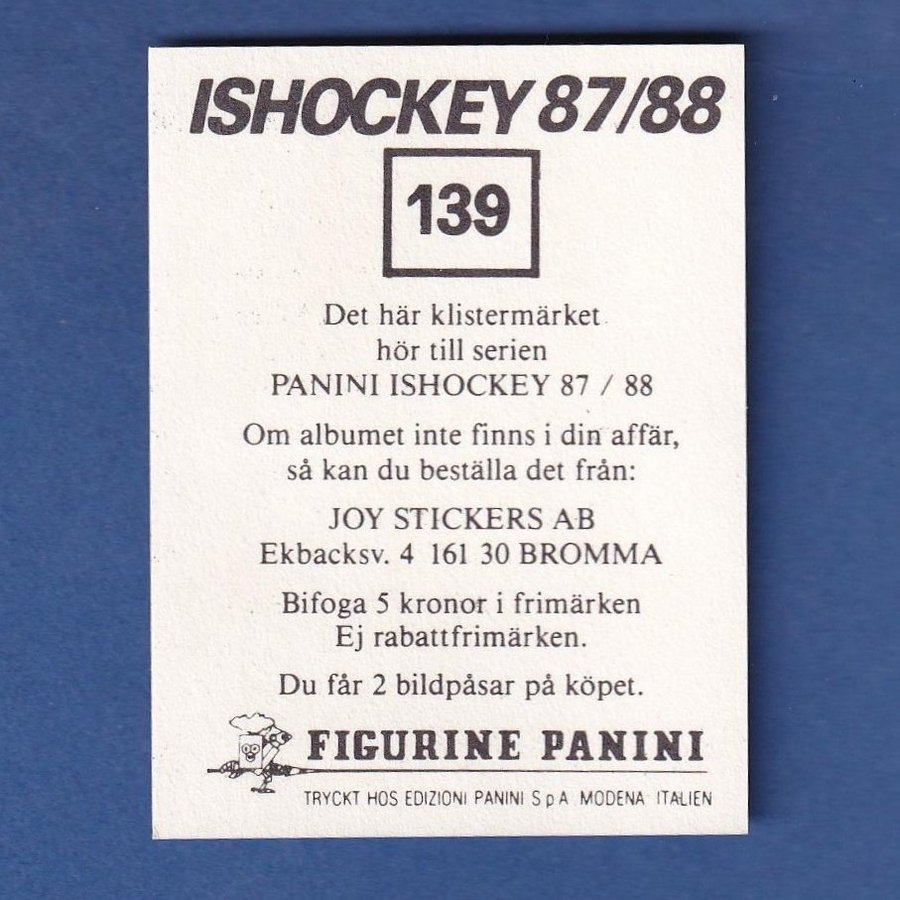 ISHOCKEY 87/88
139
Det här klistermärket
hör till serien
PANINI ISHOCKEY 87 / 88
Om albumet inte finns i din affär,
så kan du beställa det från:
JOY STICKERS AB
Ekbacksv. 4 161 30 BROMMA
Bifoga 5 kronor i frimärken
Ej rabattfrimärken.
Du får 2 bildpåsar på köpet.
FIGURINE PANINI
TRYCKT HOS EDIZIONI PANINI S p A MODENA ITALIEN